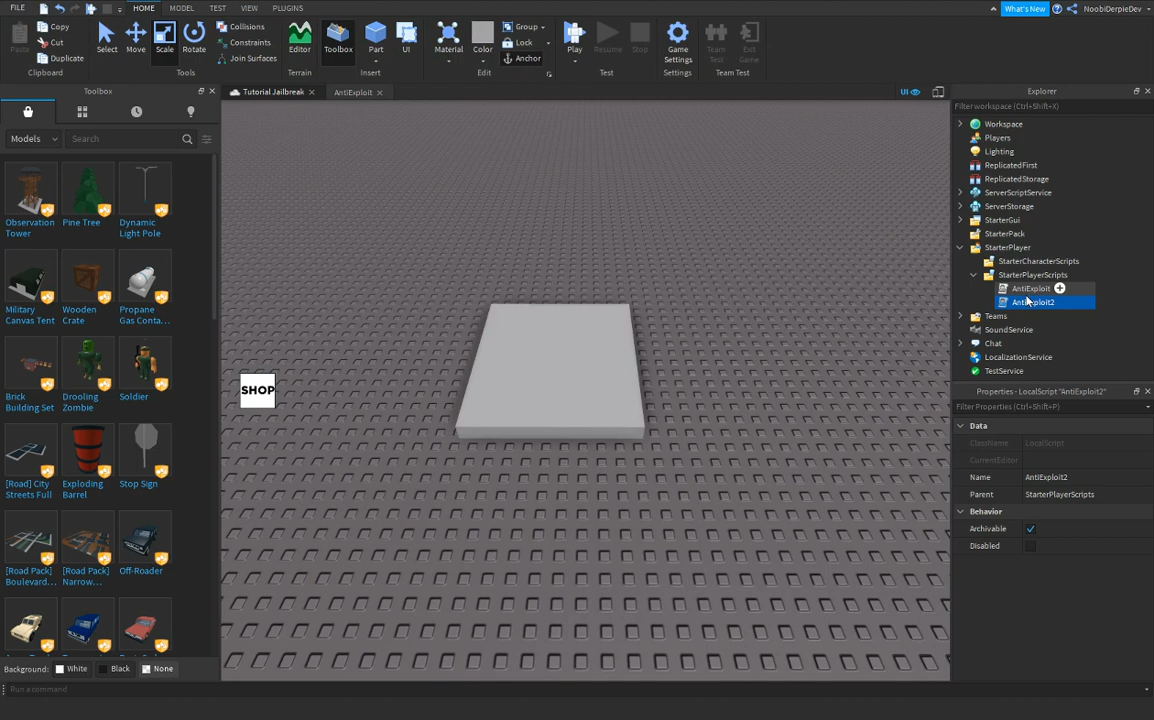 FILE
HOME
MODEL
TEST
VIEW
PLUGINS
What's New
NoobiDerpieDev
Paste
Copy
Cut
Duplicate
Clipboard
Select
Move
Scale
Rotate
Collisions
Constraints
Join Surfaces
Tools
Editor
Terrain
Toolbox
Part
UI
Insert
Material
Color
Group
Lock
Anchor
Edit
Play
Resume
Stop
Test
Game
Settings
Settings
Team
Test
Exit
Game
Team Test
Toolbox
Tutorial Jailbreak
AntiExploit
UI
Explorer
Filter workspace (Ctrl+Shift+X)
Models
Search
Observation
Tower
Pine Tree
Dynamic
Light Pole
Military
Canvas Tent
Wooden
Crate
Propane
Gas Conta...
Brick
Building Set
Drooling
Zombie
Soldier
[Road] City
Streets Full
Exploding
Barrel
Stop Sign
[Road Pack]
Boulevard...
[Road Pack]
Narrow...
Off-Roader
SHOP
Workspace
Players
Lighting
ReplicatedFirst
ReplicatedStorage
ServerScriptService
ServerStorage
StarterGui
StarterPack
StarterPlayer
StarterCharacterScripts
StarterPlayerScripts
AntiExploit
AntiExploit2
Teams
SoundService
Chat
LocalizationService
TestService
Properties - LocalScript "AntiExploit2"
Filter Properties (Ctrl+Shift+P)
Data
ClassName LocalScript
CurrentEditor
Name AntiExploit2
Parent StarterPlayerScripts
Behavior
Archivable
Disabled
Background: White Black None
Run a command